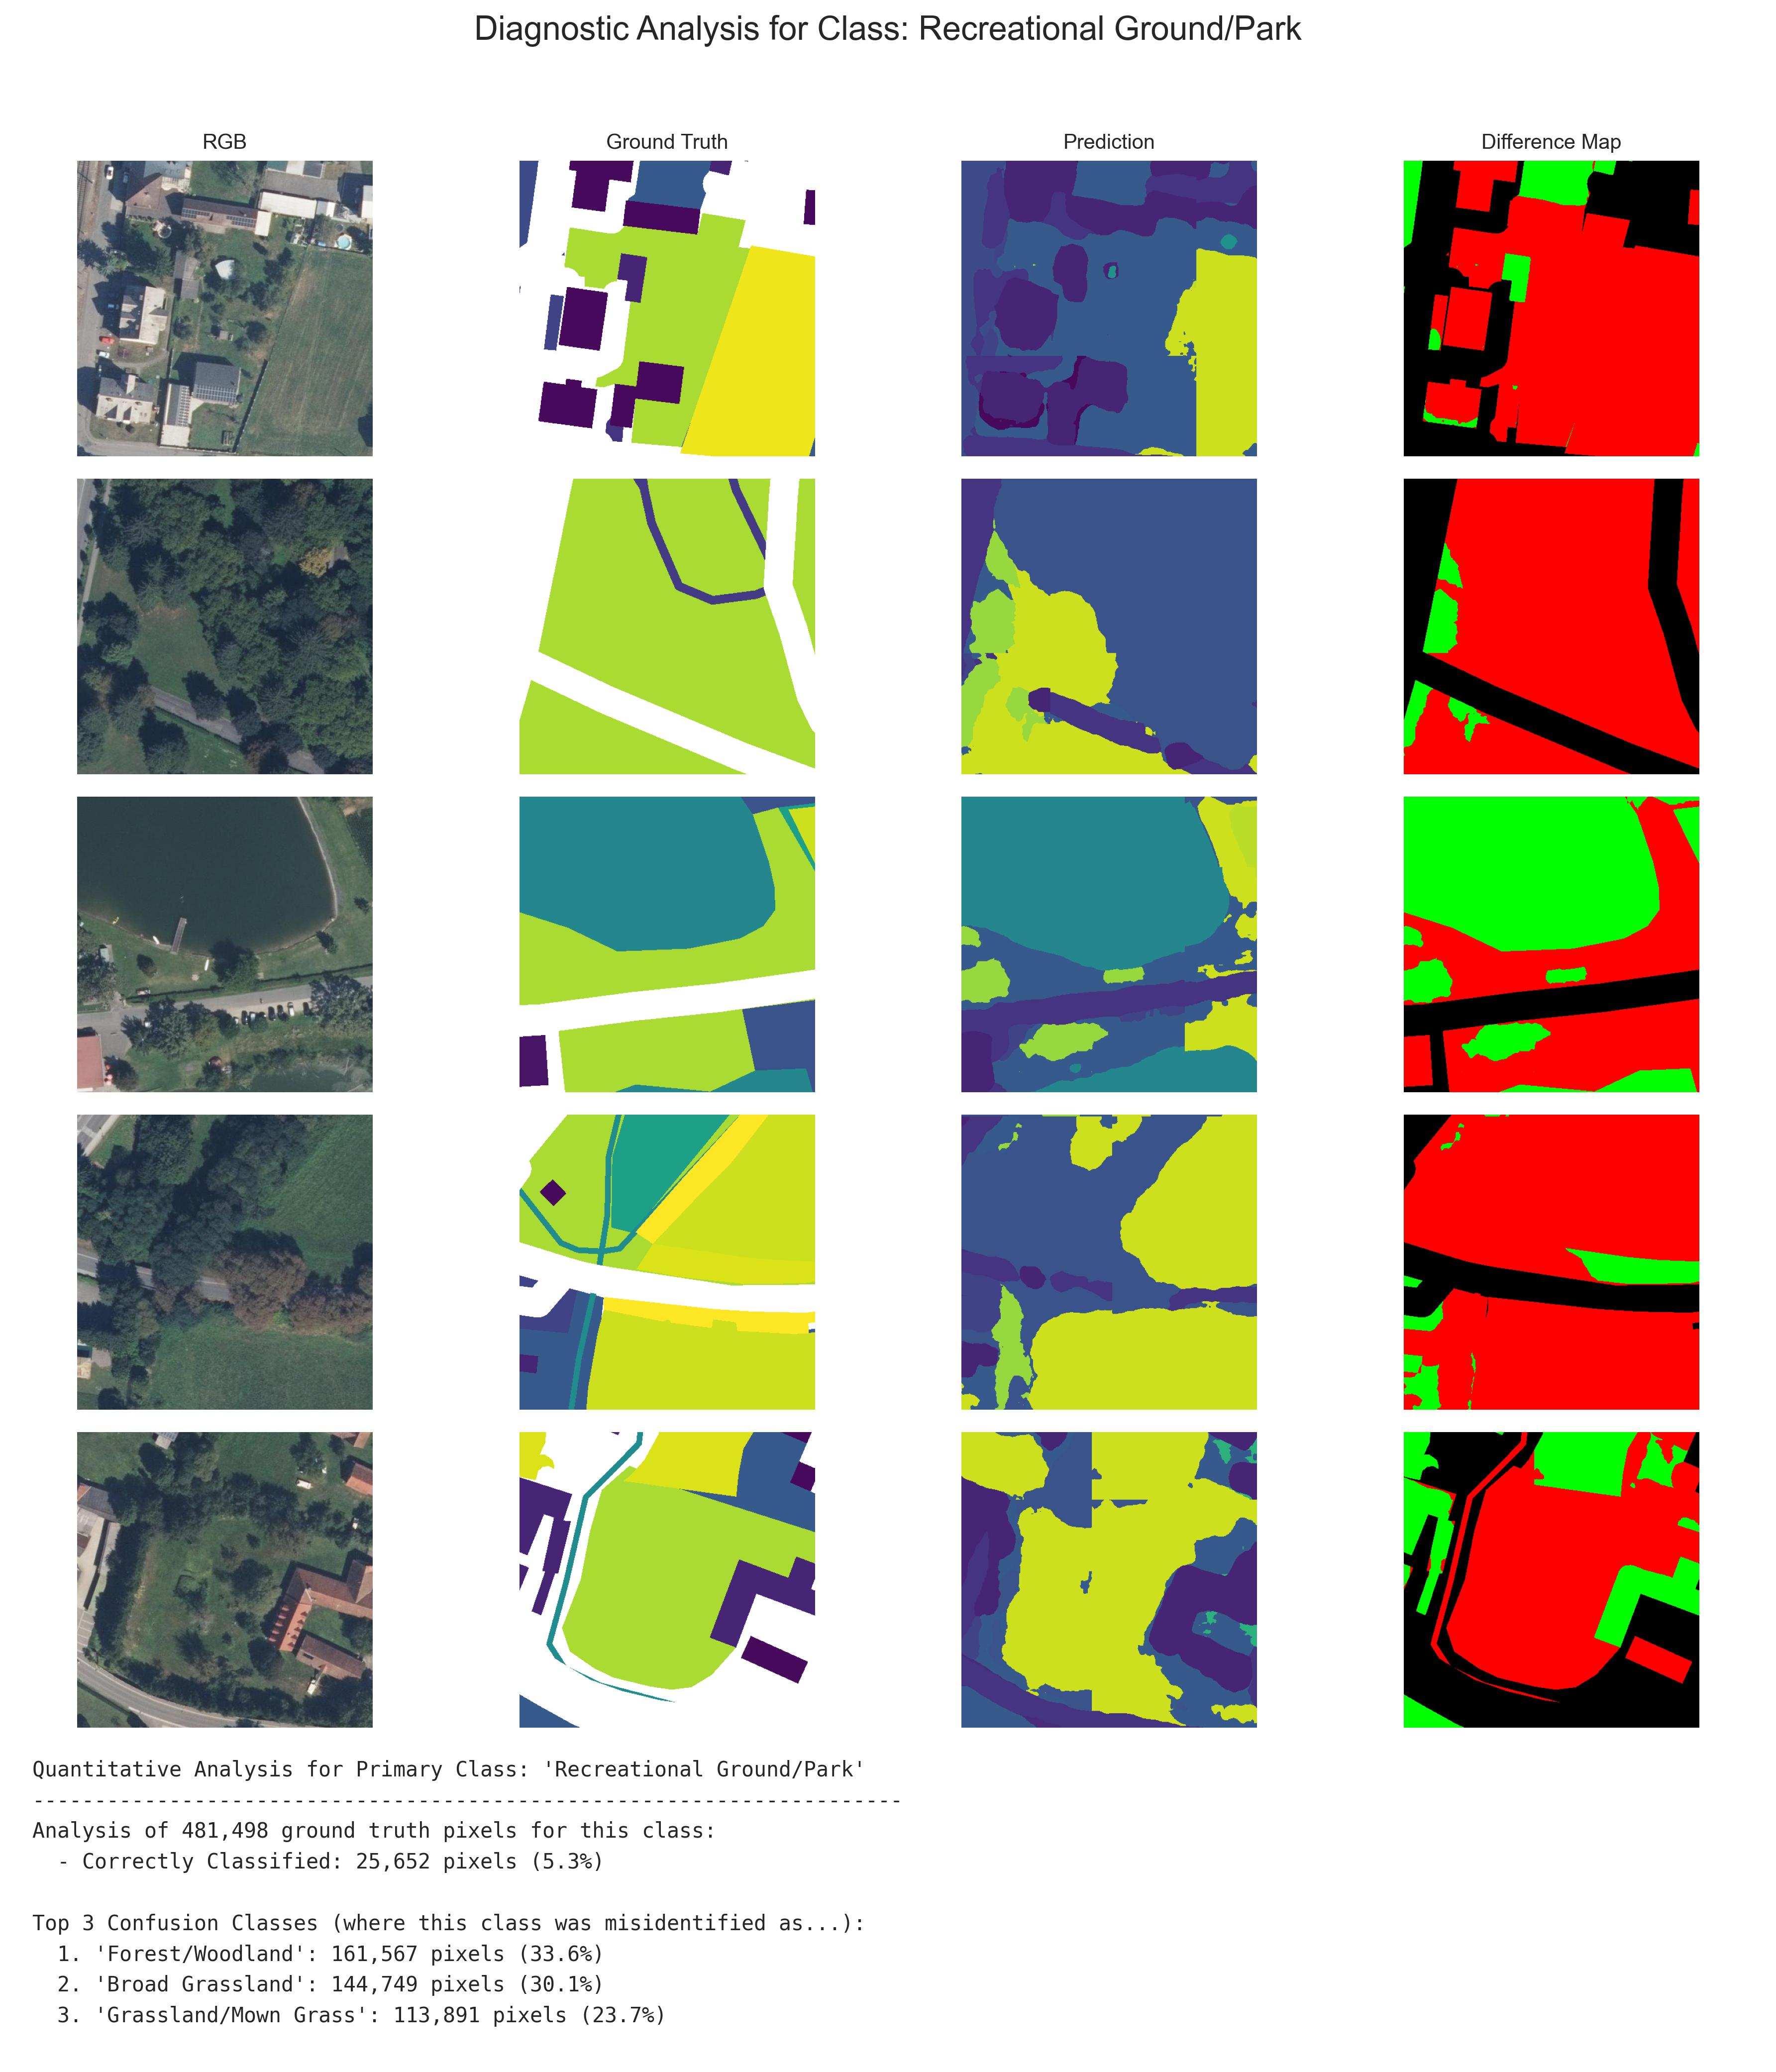 Diagnostic Analysis for Class: Recreational Ground/Park
RGB
Ground Truth
Prediction
Difference Map
Quantitative Analysis for Primary Class: 'Recreational Ground/Park'
----------------------------------------------------------------------
Analysis of 481,498 ground truth pixels for this class:
- Correctly Classified: 25,652 pixels (5.3%)
Top 3 Confusion Classes (where this class was misidentified as...):
1. 'Forest/Woodland': 161,567 pixels (33.6%)
2. 'Broad Grassland': 144,749 pixels (30.1%)
3. 'Grassland/Mown Grass': 113,891 pixels (23.7%)